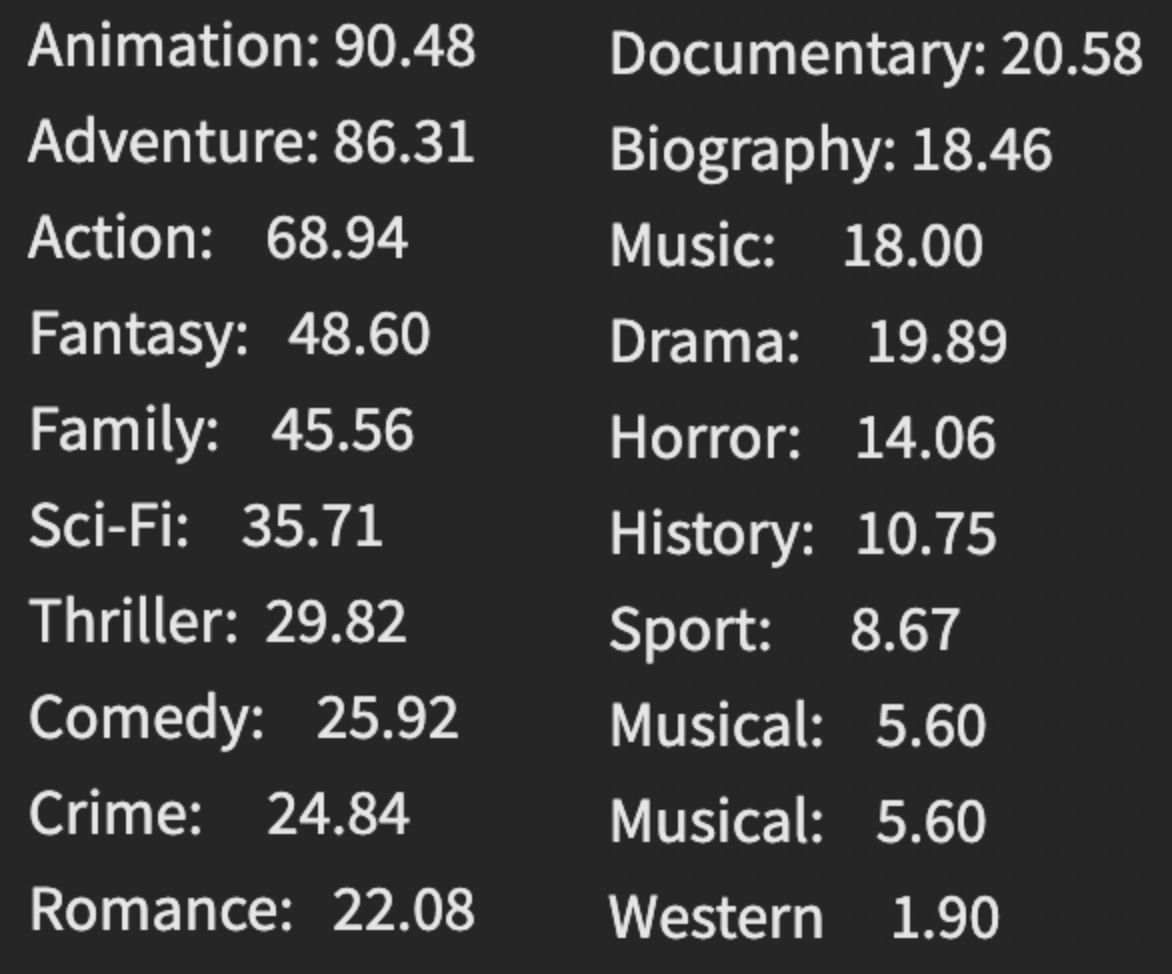 Animation: 90.48
Adventure: 86.31
Action: 68.94
Fantasy: 48.60
Family: 45.56
Sci-Fi: 35.71
Thriller: 29.82
Comedy: 25.92
Crime: 24.84
Romance: 22.08
Documentary: 20.58
Biography: 18.46
Music: 18.00
Drama: 19.89
Horror: 14.06
History: 10.75
Sport: 8.67
Musical: 5.60
Musical: 5.60
Western 1.90